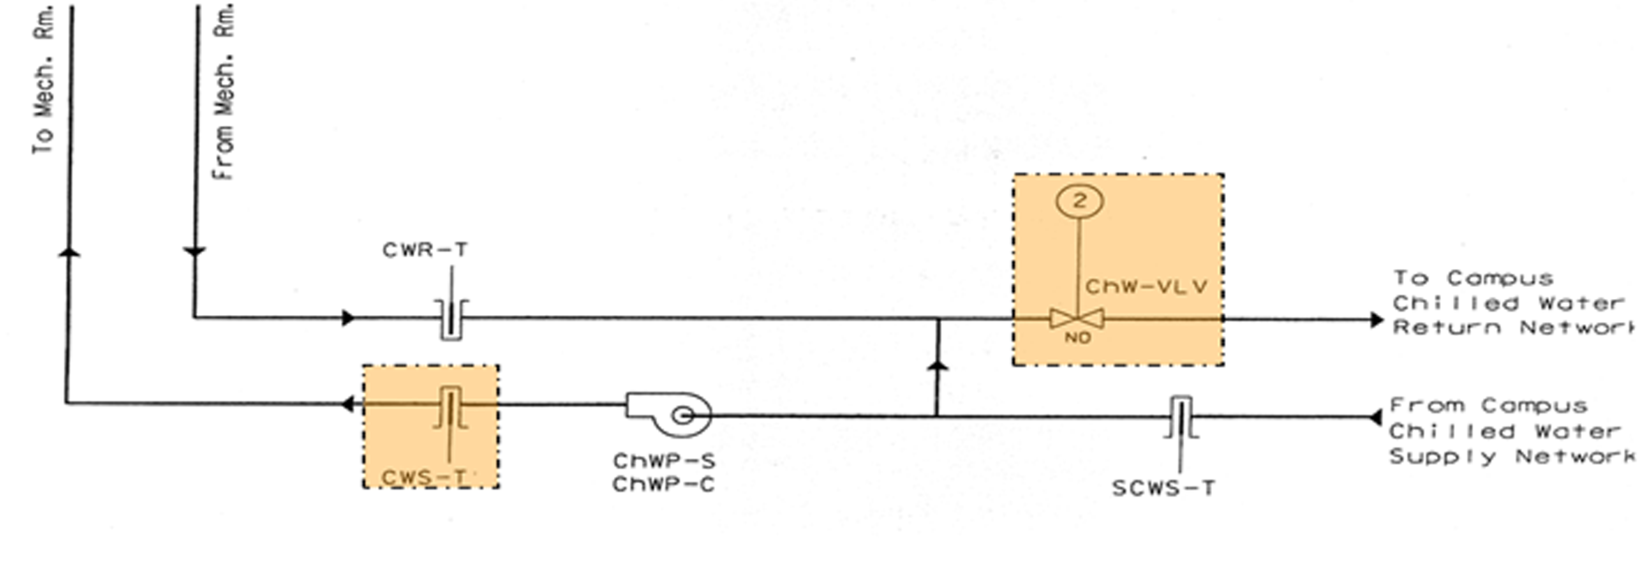 To Mech. Rm.
From Mech. Rm.
CWR-T
2
ChW-VLV
NO
To Campus
Chilled Water
Return Network
CWS-T
ChWP-S
ChWP-C
SCWS-T
From Campus
Chilled Water
Supply Network